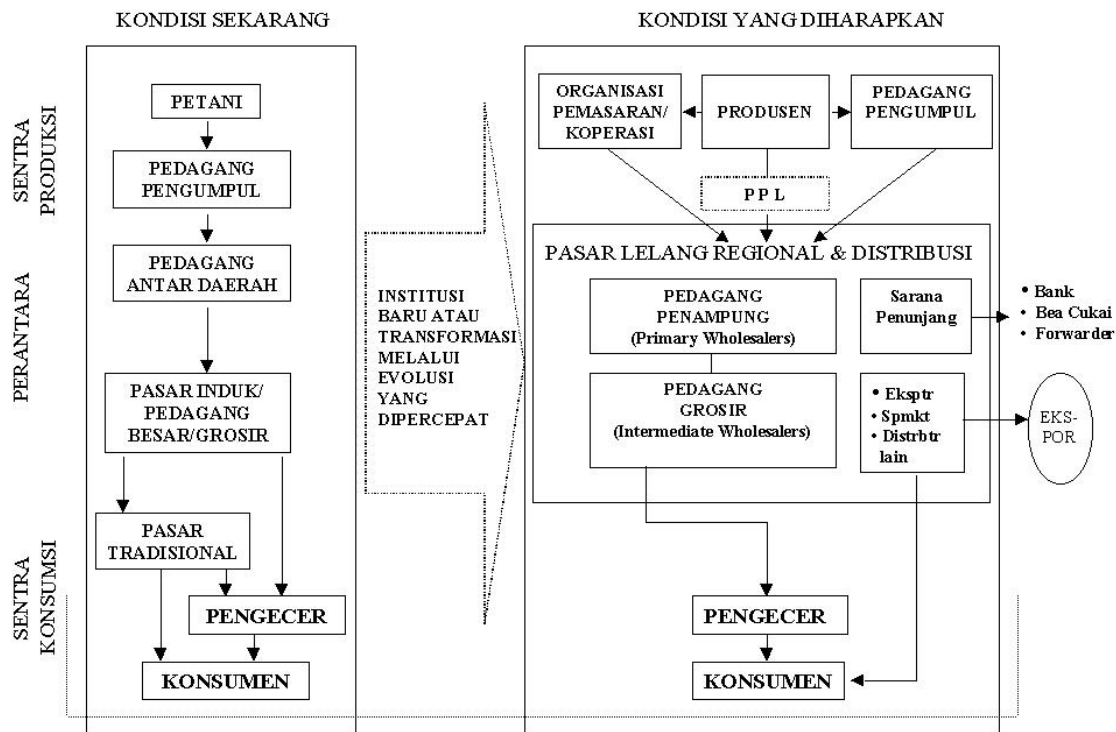 KONDISI SEKARANG
KONDISI YANG DIHARAPKAN
SENTRA
PRODUKSI
PERANTARA
SENTRA
KONSUMSI
PETANI
PEDAGANG
PENGUMPUL
PEDAGANG
ANTAR DAERAH
PASAR INDUK/
PEDAGANG
BESAR/GROSIR
PASAR
TRADISIONAL
PENGECER
KONSUMEN
INSTITUSI
BARU ATAU
TRANSFORMASI
MELALUI
EVOLUSI
YANG
DIPERCEPAT
ORGANISASI
PEMASARAN/
KOPERASI
PRODUSEN
PEDAGANG
PENGUMPUL
P P L
PASAR LELANG REGIONAL & DISTRIBUSI
PEDAGANG
PENAMPUNG
(Primary Wholesalers)
Sarana
Penunjang
• Bank
• Bea Cukai
• Forwarder
PEDAGANG
GROSIR
(Intermediate Wholesalers)
• Eksptr
• Spmkt
• Distrbtr
lain
EKS-
POR
PENGECER
KONSUMEN